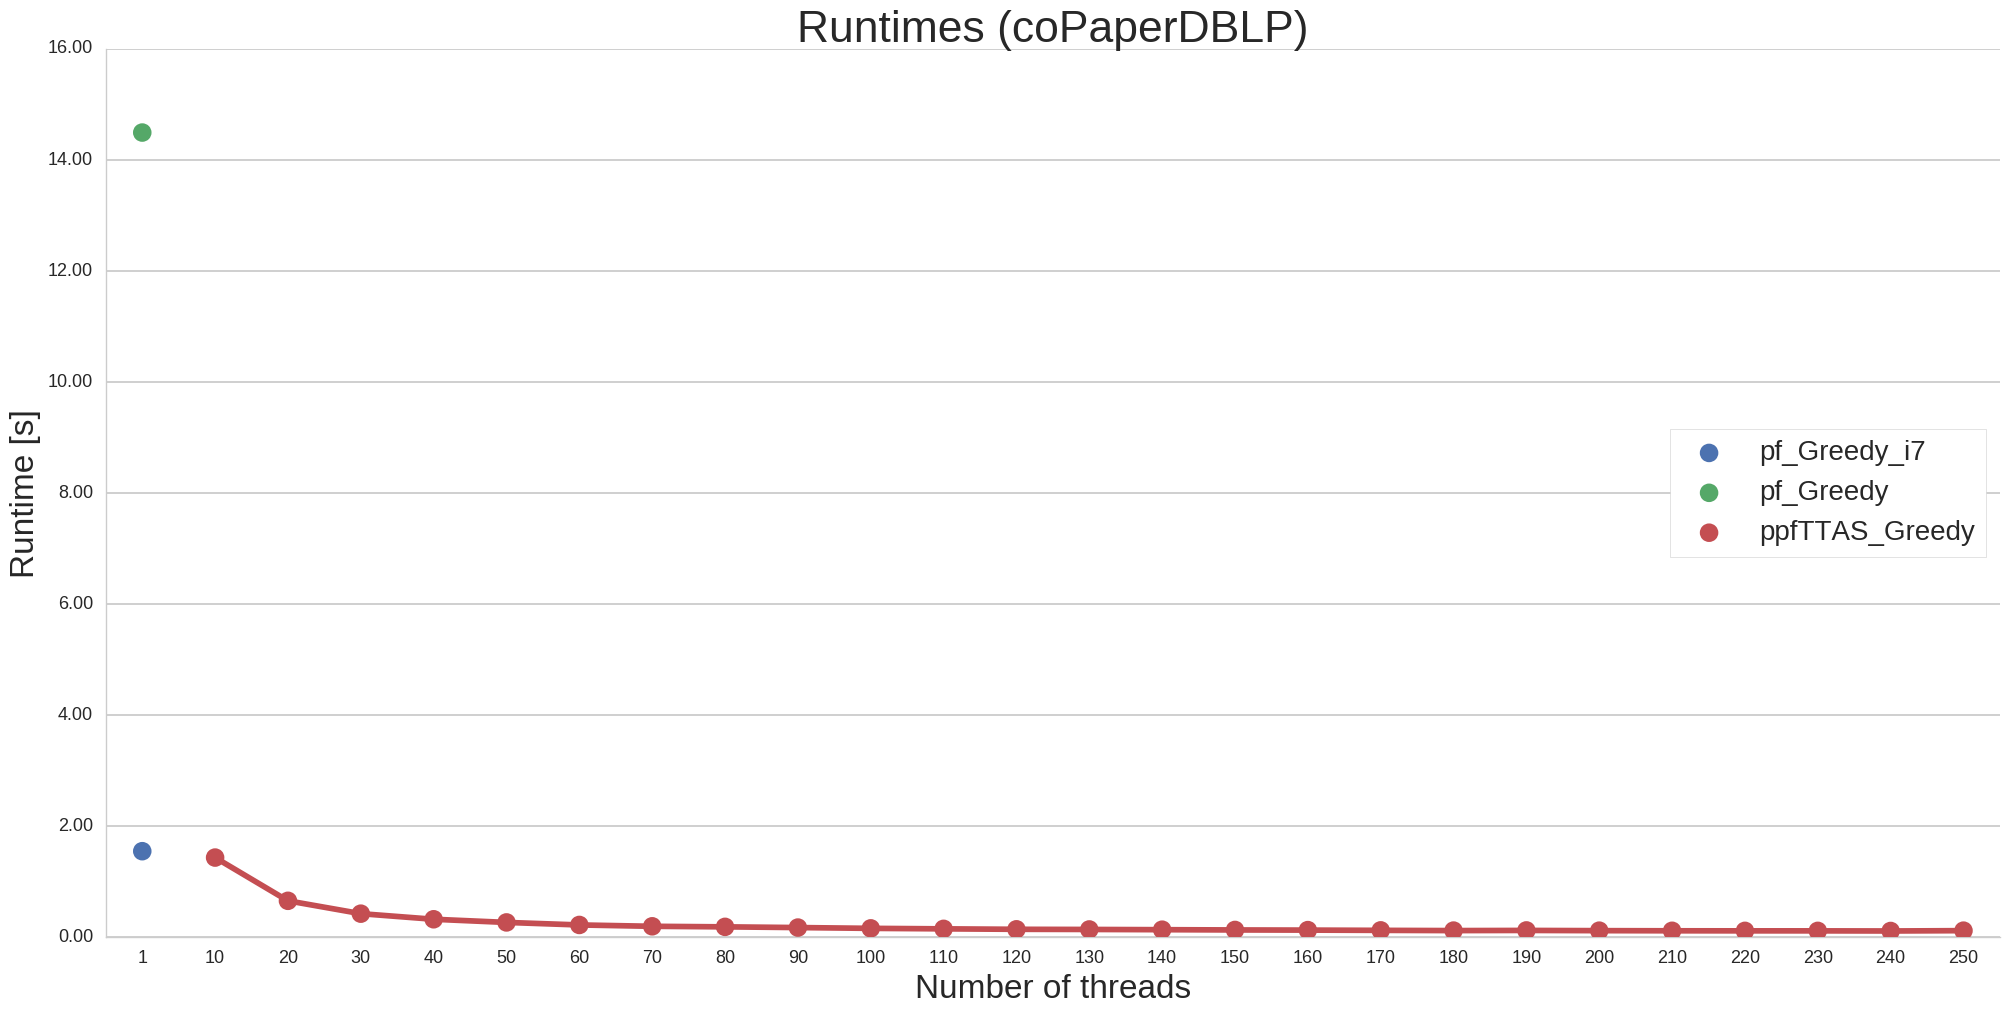 Runtimes (coPaperDBLP)
16.00
14.00
12.00
10.00
8.00
6.00
4.00
2.00
0.00
Runtime [s]
pf_Greedy_i7
pf_Greedy
ppfTTAS_Greedy
1 10 20 30 40 50 60 70 80 90 100 110 120 130 140 150 160 170 180 190 200 210 220 230 240 250
Number of threads